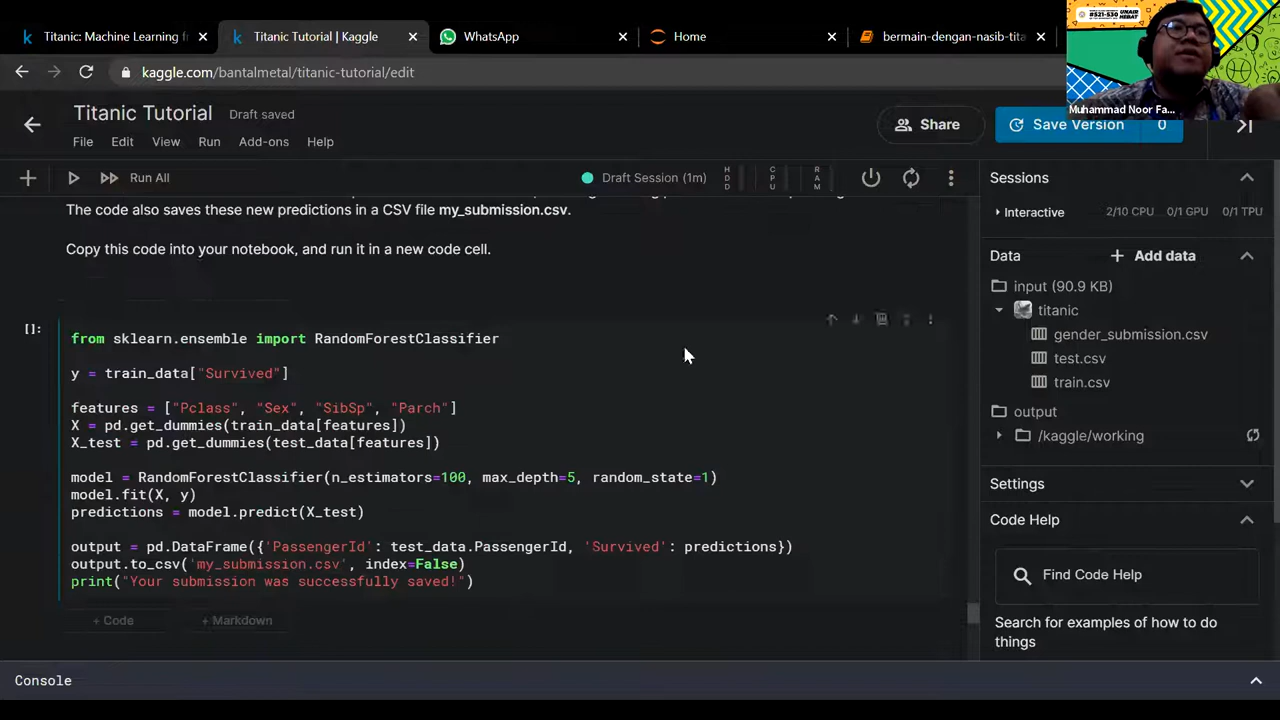 Titanic: Machine Learning fr
Titanic Tutorial | Kaggle
WhatsApp
Home
bermain-dengan-nasib-tita
#521-530
UNAIR
HEBAT
kaggle.com/bantalmetal/titanic-tutorial/edit
Muhammad Noor Fa...
Titanic Tutorial
Draft saved
Share
Save Version
0
File
Edit
View
Run
Add-ons
Help
Run All
Draft Session (1m)
HDD
CPU
RAM
The code also saves these new predictions in a CSV file my_submission.csv.
Copy this code into your notebook, and run it in a new code cell.
[]:
from sklearn.ensemble import RandomForestClassifier
y = train_data["Survived"]
features = ["Pclass", "Sex", "SibSp", "Parch"]
X = pd.get_dummies(train_data[features])
X_test = pd.get_dummies(test_data[features])
model = RandomForestClassifier(n_estimators=100, max_depth=5, random_state=1)
model.fit(X, y)
predictions = model.predict(X_test)
output = pd.DataFrame({'PassengerId': test_data.PassengerId, 'Survived': predictions})
output.to_csv('my_submission.csv', index=False)
print("Your submission was successfully saved!")
+ Code
+ Markdown
Sessions
Interactive
2/10 CPU 0/1 GPU 0/1 TPU
Data
+ Add data
input (90.9 KB)
titanic
gender_submission.csv
test.csv
train.csv
output
/kaggle/working
Settings
Code Help
Find Code Help
Search for examples of how to do
things
Console